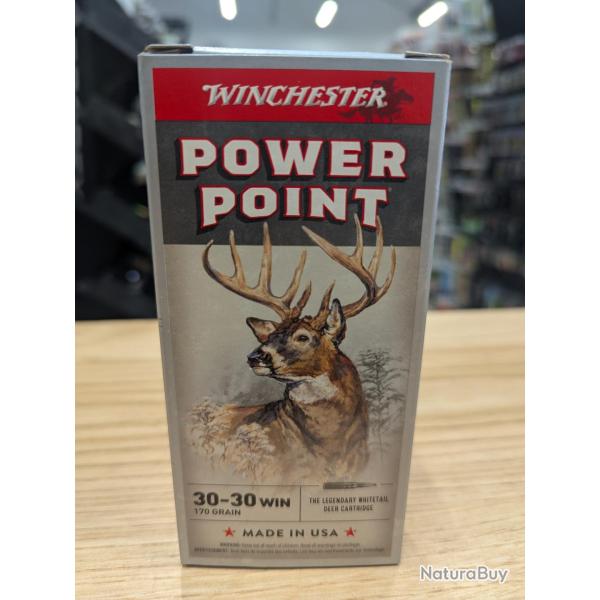 WINCHESTER
POWER
POINT
30-30 WIN
170 GRAIN
THE LEGENDARY WHITETAIL
DEER CARTRIDGE
★ MADE IN USA ★
NaturaBuy